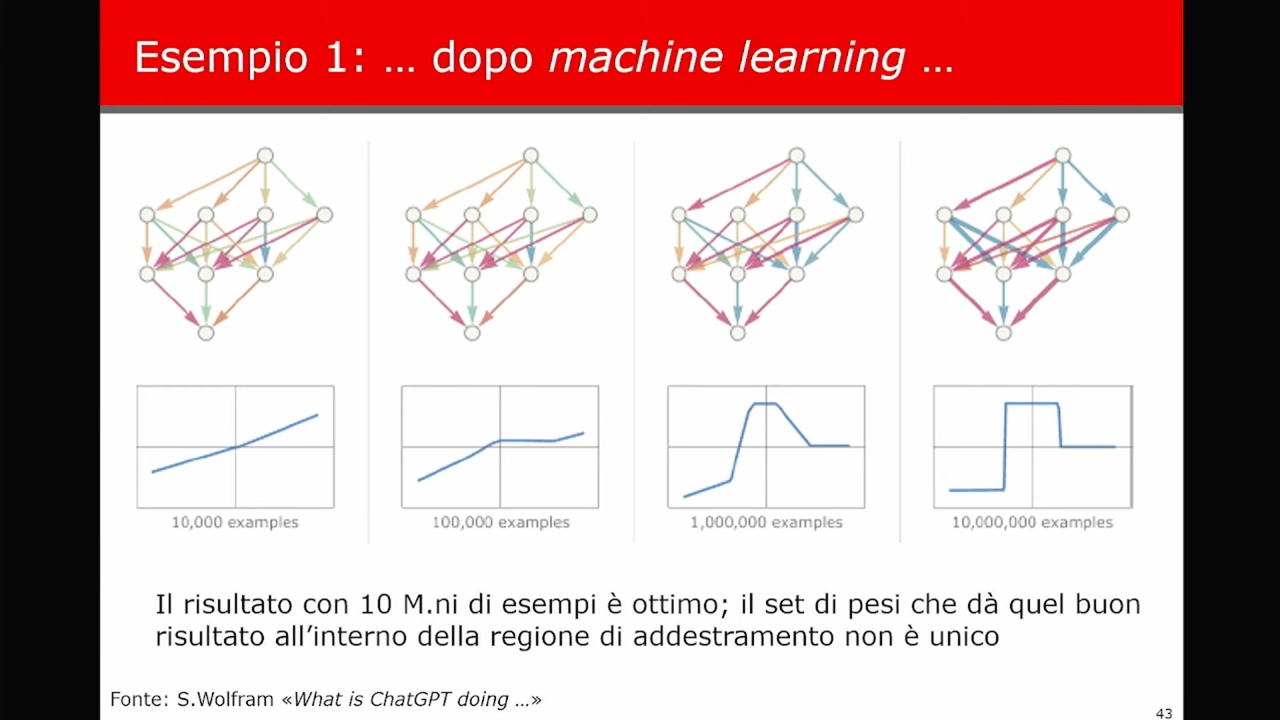 Esempio 1: ... dopo machine learning ...
10,000 examples
100,000 examples
1,000,000 examples
10,000,000 examples
Il risultato con 10 M.ni di esempi è ottimo; il set di pesi che dà quel buon
risultato all’interno della regione di addestramento non è unico
Fonte: S.Wolfram «What is ChatGPT doing ...»
43